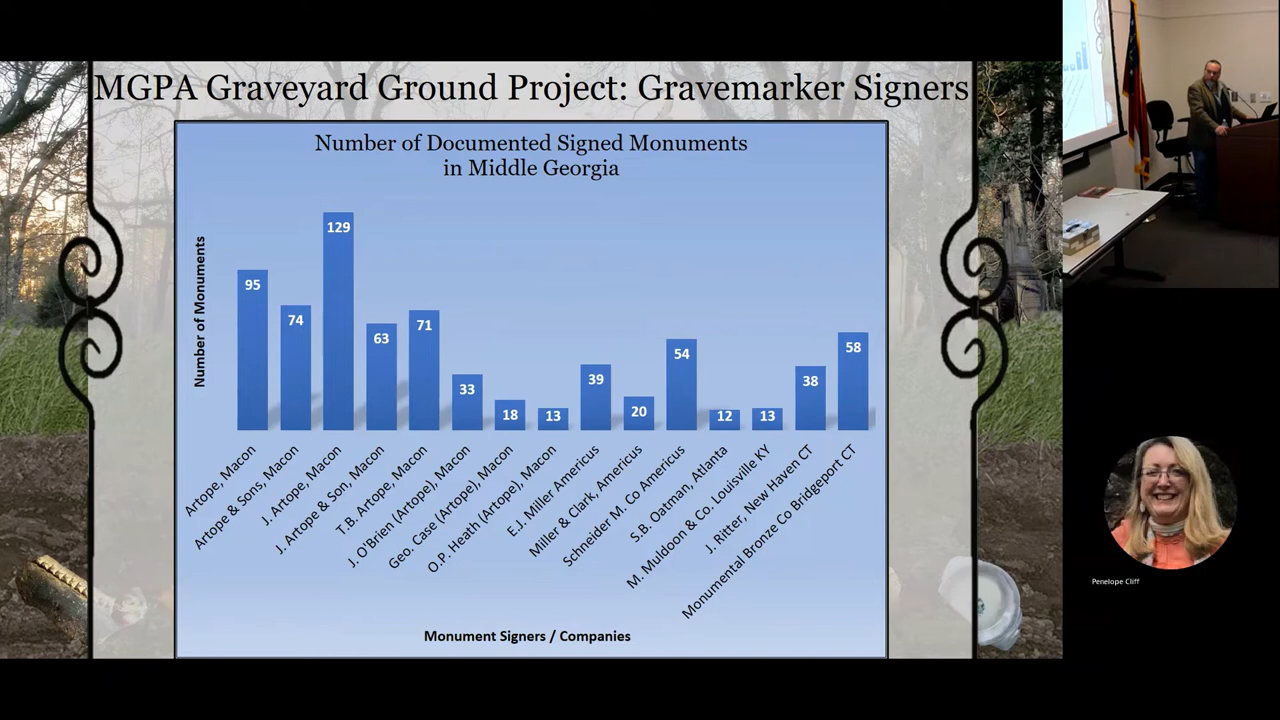 MGPA Graveyard Ground Project: Gravemarker Signers
Number of Documented Signed Monuments
in Middle Georgia
Number of Monuments
95
74
129
63
71
33
18
13
39
20
54
12
13
38
58
Artope, Macon
Artope & Sons, Macon
J. Artope, Macon
J. Artope & Son, Macon
T.B. Artope, Macon
J. O'Brien (Artope), Macon
Geo. Case (Artope), Macon
O.P. Heath (Artope), Macon
E.J. Miller Americus
Miller & Clark, Americus
Schneider M. Co Americus
S.B. Oatman, Atlanta
M. Muldoon & Co. Louisville KY
J. Ritter, New Haven CT
Monumental Bronze Co Bridgeport CT
Monument Signers / Companies
Penelope Cliff